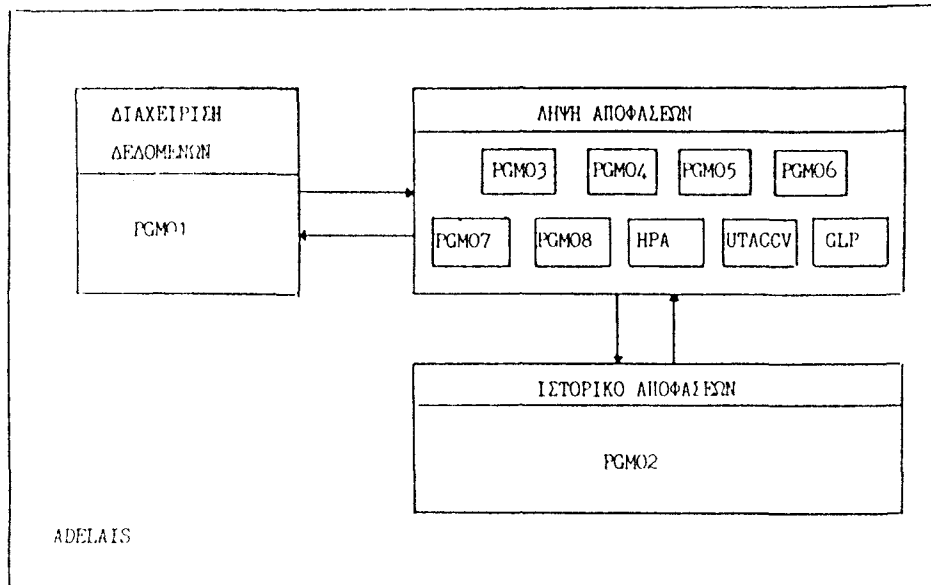 ΔΙΑΧΕΙΡΙΣΗ
ΔΕΔΟΜΕΝΩΝ
PGM01
ΛΗΨΗ ΑΠΟΦΑΣΕΩΝ
PGM03 PGM04 PGM05 PGM06
PGM07 PGM08 HPA UTACCV GLP
ΙΣΤΟΡΙΚΟ ΑΠΟΦΑΣΕΩΝ
PGM02
ADELAIS